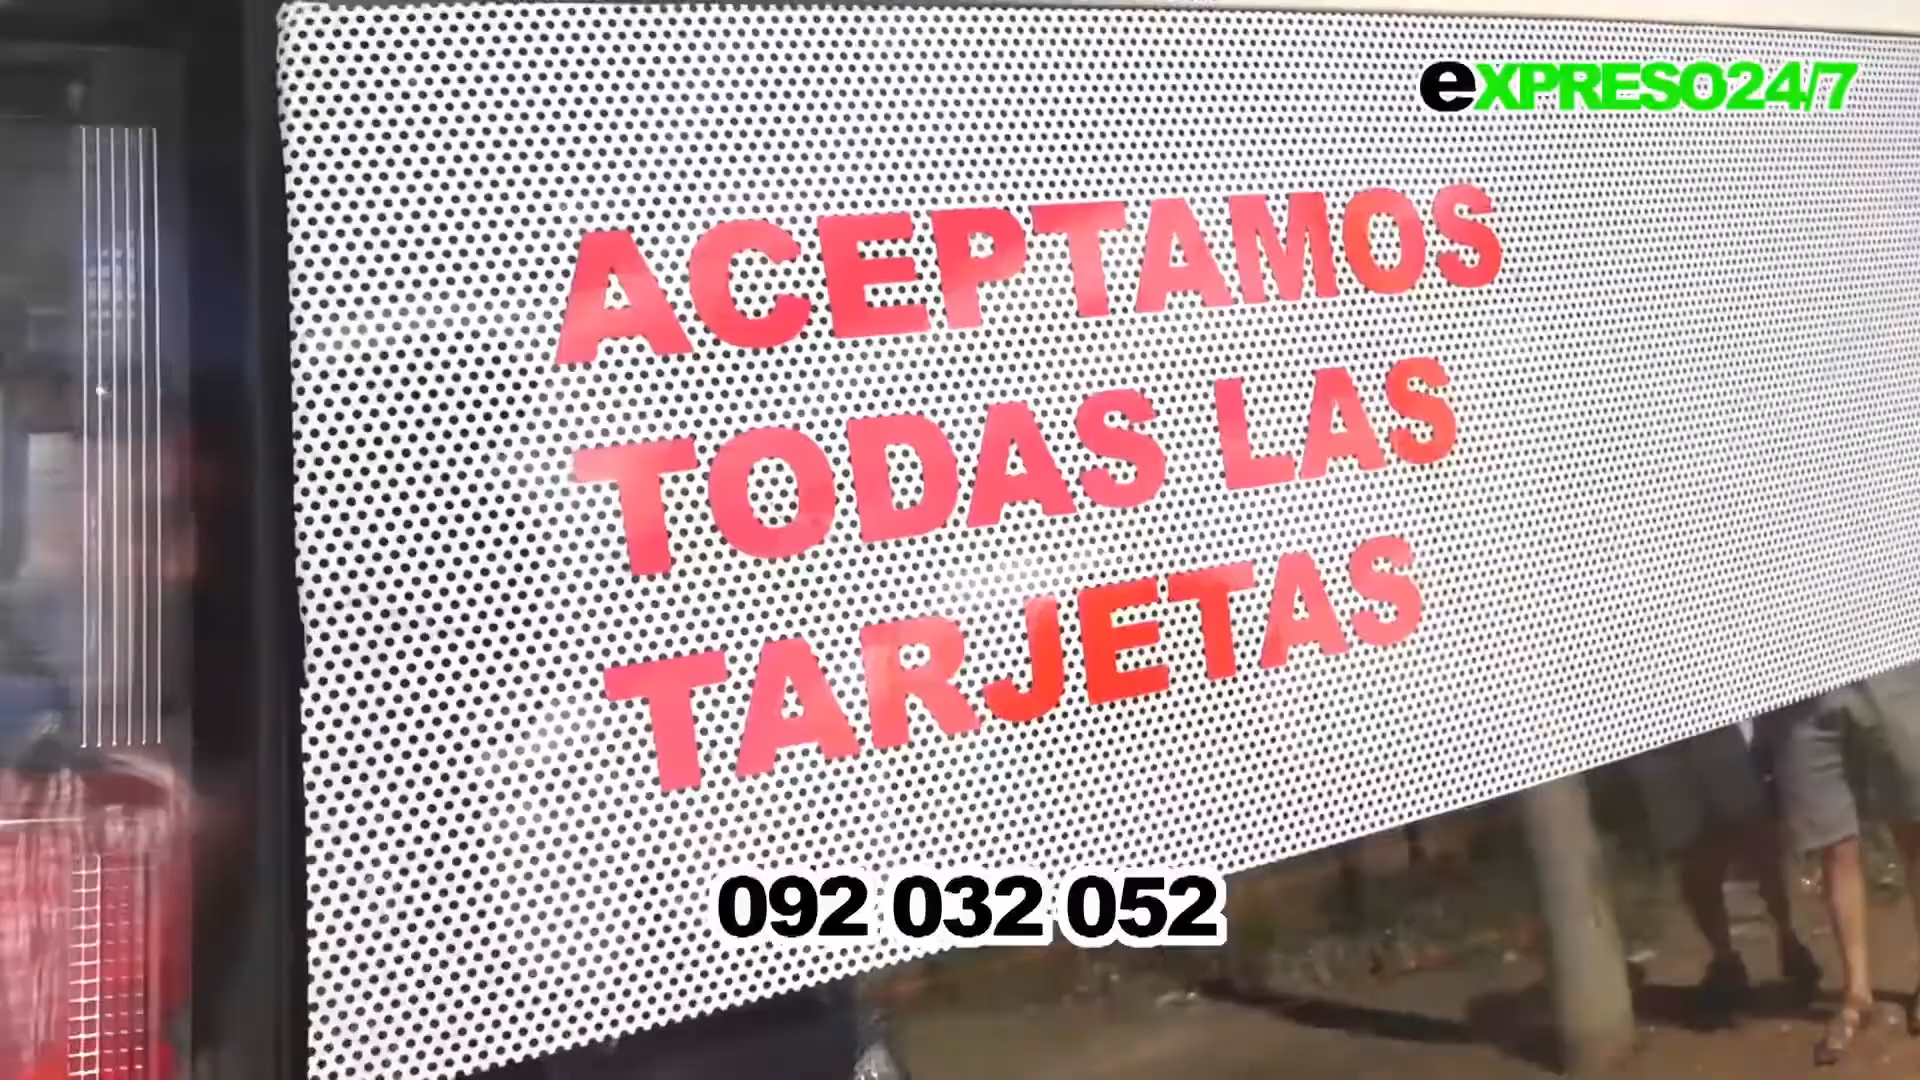 eXPRESO24/7
ACEPTAMOS
TODAS LAS
TARJETAS
092 032 052